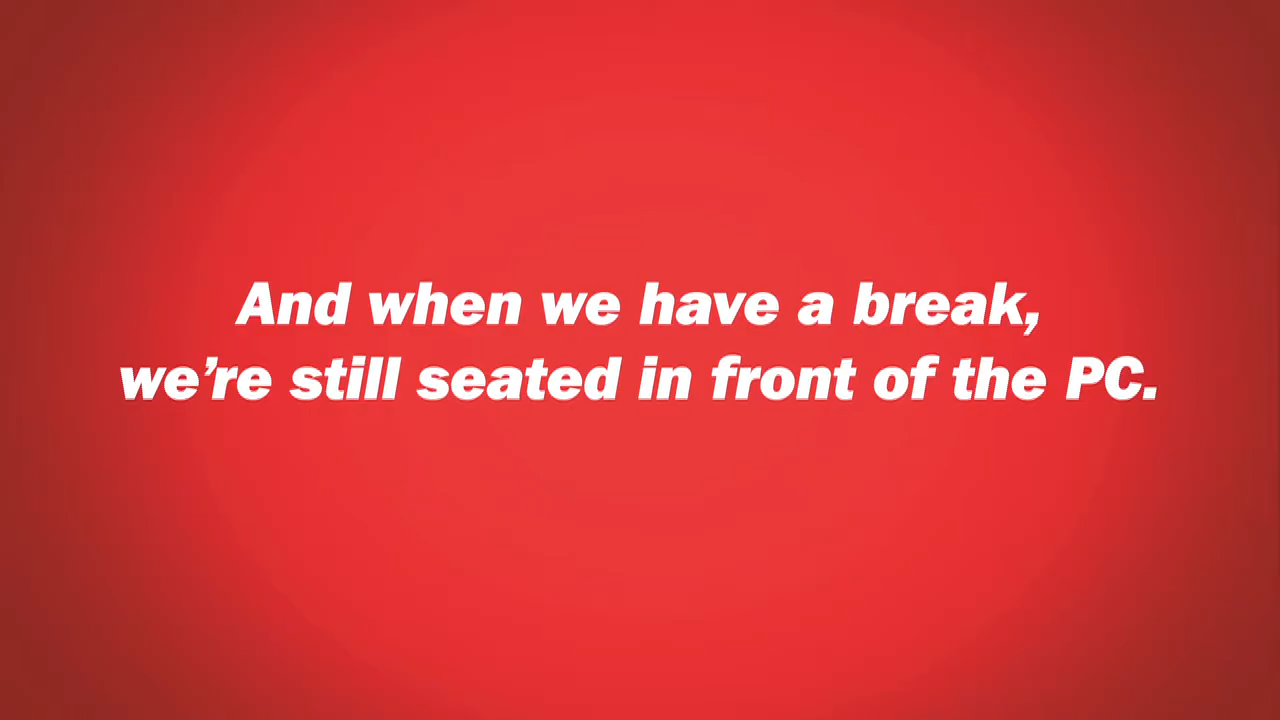 And when we have a break,
we’re still seated in front of the PC.